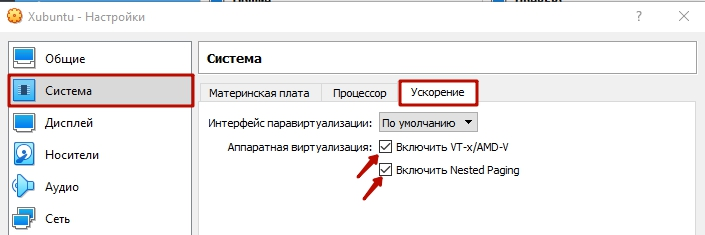 Xubuntu - Настройки
Общие
Система
Дисплей
Носители
Аудио
Сеть
Система
Материнская плата Процессор Ускорение
Интерфейс паравиртуализации: По умолчанию
Аппаратная виртуализация: Включить VT-x/AMD-V
Включить Nested Paging